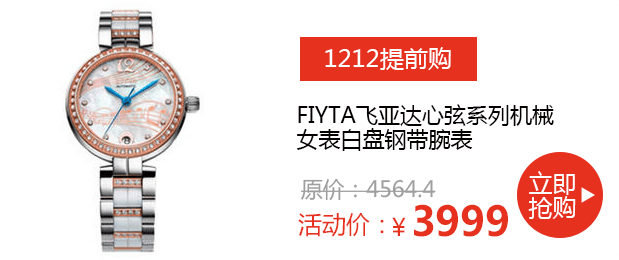 1212提前购
FIYTA飞亚达心弦系列机械
女表白盘钢带腕表
原价：4564.4
活动价：¥ 3999
立即
抢购
AUTOMATIC